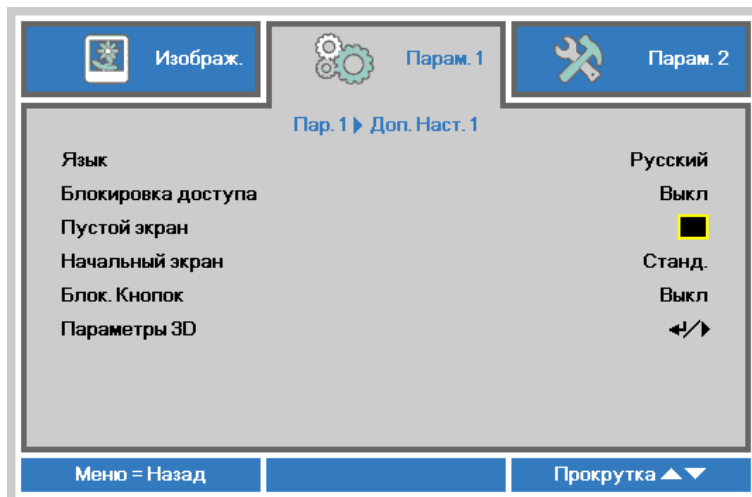 Изображ. Парам. 1 Парам. 2
Пар. 1 Доп. Наст. 1
Язык Русский
Блокировка доступа Выкл
Пустой экран
Начальный экран Станд.
Блок. Кнопок Выкл
Параметры 3D ↵/▶
Меню = Назад Прокрутка ▲▼